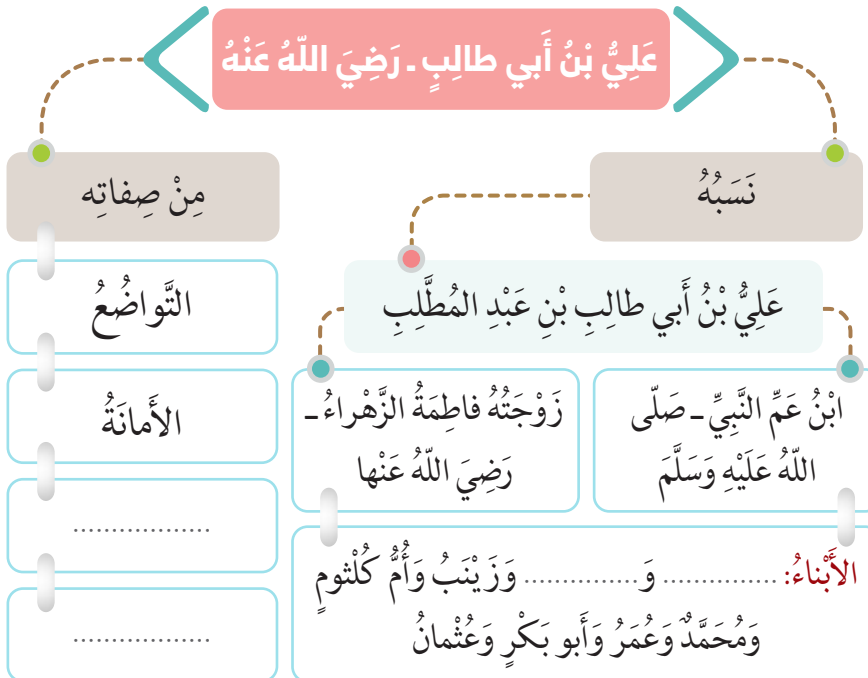 عَلِيُّ بْنُ أَبي طالِبٍ ـ رَضِيَ اللّٰهُ عَنْهُ
نَسَبُهُ
عَلِيُّ بْنُ أَبي طالِبِ بْنِ عَبْدِ المُطَّلِبِ
ابْنُ عَمِّ النَّبِيِّ ـ صَلّى
اللّٰهُ عَلَيْهِ وَسَلَّمَ
زَوْجَتُهُ فاطِمَةُ الزَّهْراءُ ـ
رَضِيَ اللّٰهُ عَنْها
الأَبْناءُ: ............... وَ............... وَزَيْنَبُ وَأُمُّ كُلْثومٍ
وَمُحَمَّدٌ وَعُمَرُ وَأَبو بَكْرٍ وَعُثْمانُ
مِنْ صِفاتِه
التَّواضُعُ
الأَمانَةُ
..................
..................